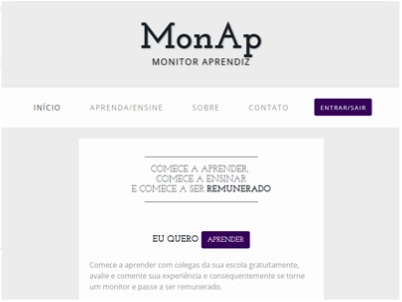 MonAp
MONITOR APRENDIZ
INÍCIO APRENDA/ENSINE SOBRE CONTATO ENTRAR/SAIR
COMECE A APRENDER,
COMECE A ENSINAR
E COMECE A SER REMUNERADO
EU QUERO APRENDER
Comece a aprender com colegas da sua escola gratuitamente,
avalie e comente sua experiência e consequentemente se torne
um monitor e passe a ser remunerado.